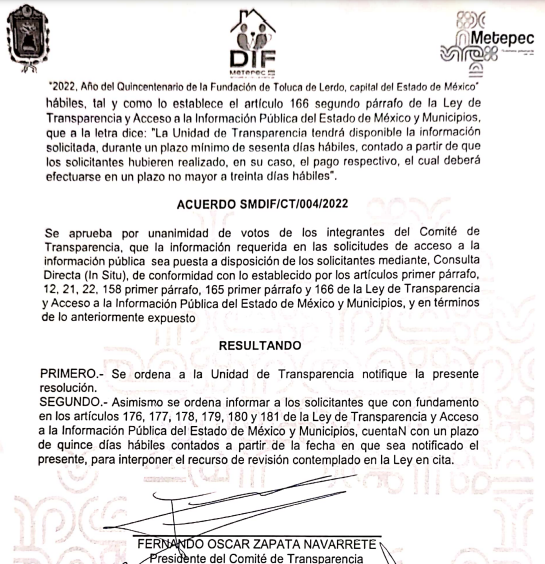 DIF
METEPEC
Metepec
"2022, Año del Quincentenario de la Fundación de Toluca de Lerdo, capital del Estado de México"
hábiles, tal y como lo establece el artículo 166 segundo párrafo de la Ley de
Transparencia y Acceso a la Información Pública del Estado de México y Municipios,
que a la letra dice: "La Unidad de Transparencia tendrá disponible la información
solicitada, durante un plazo mínimo de sesenta días hábiles, contado a partir de que
los solicitantes hubieren realizado, en su caso, el pago respectivo, el cual deberá
efectuarse en un plazo no mayor a treinta días hábiles".
ACUERDO SMDIF/CT/004/2022
Se aprueba por unanimidad de votos de los integrantes del Comité de
Transparencia, que la información requerida en las solicitudes de acceso a la
información pública sea puesta a disposición de los solicitantes mediante, Consulta
Directa (In Situ), de conformidad con lo establecido por los artículos primer párrafo,
12, 21, 22, 158 primer párrafo, 165 primer párrafo y 166 de la Ley de Transparencia
y Acceso a la Información Pública del Estado de México y Municipios, y en términos
de lo anteriormente expuesto
RESULTANDO
PRIMERO.- Se ordena a la Unidad de Transparencia notifique la presente
resolución.
SEGUNDO.- Asimismo se ordena informar a los solicitantes que con fundamento
en los artículos 176, 177, 178, 179, 180 y 181 de la Ley de Transparencia y Acceso
a la Información Pública del Estado de México y Municipios, cuentaN con un plazo
de quince días hábiles contados a partir de la fecha en que sea notificado el
presente, para interponer el recurso de revisión contemplado en la Ley en cita.
FERNANDO OSCAR ZAPATA NAVARRETE
Presidente del Comité de Transparencia